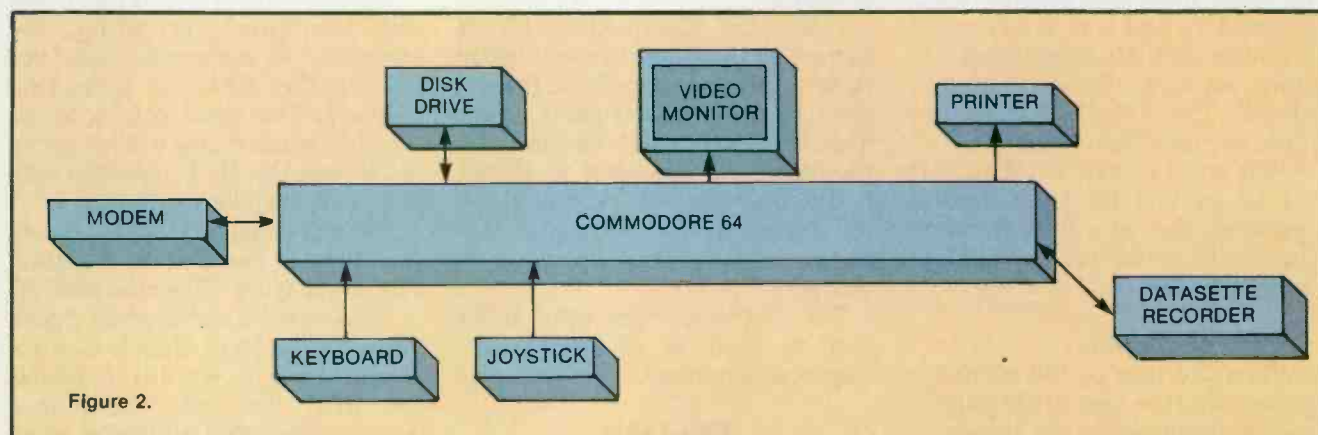 DISK
DRIVE
VIDEO
MONITOR
PRINTER
MODEM
COMMODORE 64
DATASETTE
RECORDER
KEYBOARD
JOYSTICK
Figure 2.